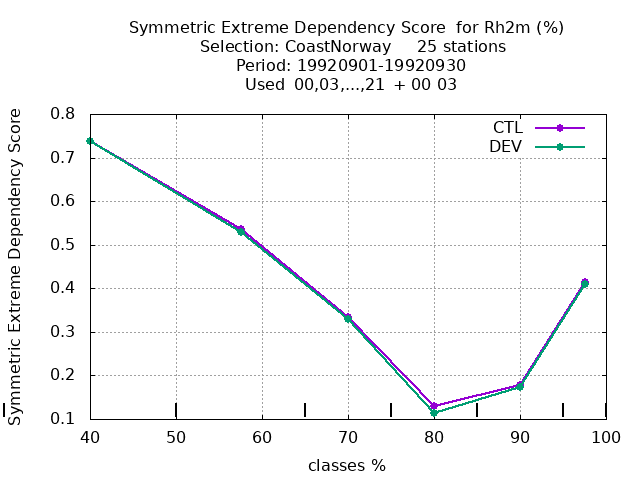 Symmetric Extreme Dependency Score for Rh2m (%)
Selection: CoastNorway 25 stations
Period: 19920901-19920930
Used 00,03,...,21 + 00 03
Symmetric Extreme Dependency Score
0.8
0.7
0.6
0.5
0.4
0.3
0.2
0.1
CTL
DEV
40 50 60 70 80 90 100
classes %